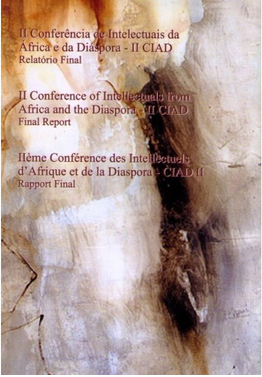 II Conferência de Intelectuais da
África e da Diáspora - II CIAD
Relatório Final
II Conference of Intellectuals from
Africa and the Diaspora - II CIAD
Final Report
IIème Conférence des Intellectuels
d'Afrique et de la Diaspora - CIAD II
Rapport Final